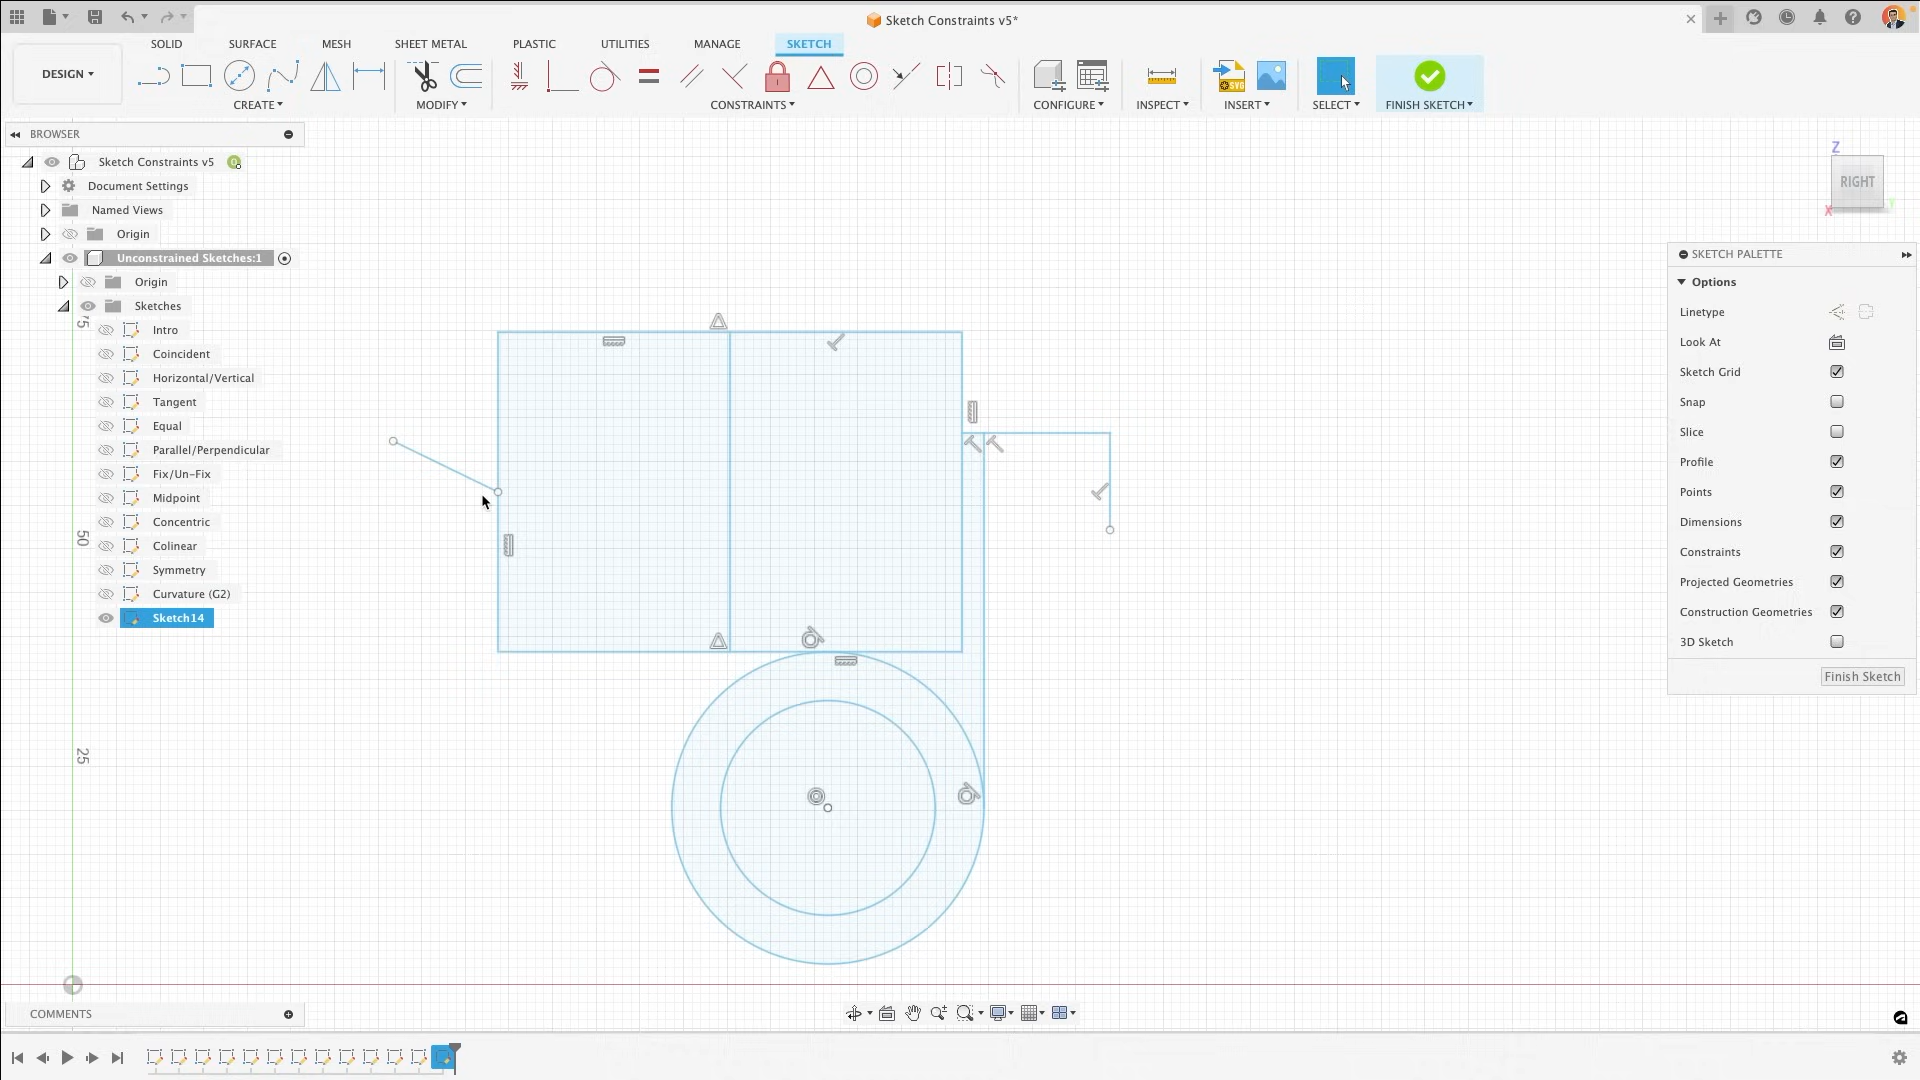 Sketch Constraints v5*
SOLID SURFACE MESH SHEET METAL PLASTIC UTILITIES MANAGE SKETCH
DESIGN
CREATE MODIFY CONSTRAINTS CONFIGURE INSPECT INSERT SELECT FINISH SKETCH
SVG
BROWSER
Sketch Constraints v5
Document Settings
Named Views
Origin
Unconstrained Sketches:1
Origin
Sketches
Intro
Coincident
Horizontal/Vertical
Tangent
Equal
Parallel/Perpendicular
Fix/Un-Fix
Midpoint
Concentric
Colinear
Symmetry
Curvature (G2)
Sketch14
50
25
Z
RIGHT
X
Y
SKETCH PALETTE
Options
Linetype
Look At
Sketch Grid
Snap
Slice
Profile
Points
Dimensions
Constraints
Projected Geometries
Construction Geometries
3D Sketch
Finish Sketch
COMMENTS